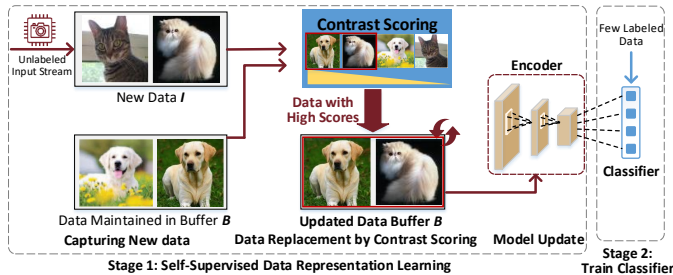 Unlabeled
Input Stream
New Data I
Data Maintained in Buffer B
Capturing New data
Contrast Scoring
Data with
High Scores
Updated Data Buffer B
Data Replacement by Contrast Scoring
Encoder
Model Update
Stage 1: Self-Supervised Data Representation Learning
Few Labeled
Data
Classifier
Stage 2:
Train Classifier